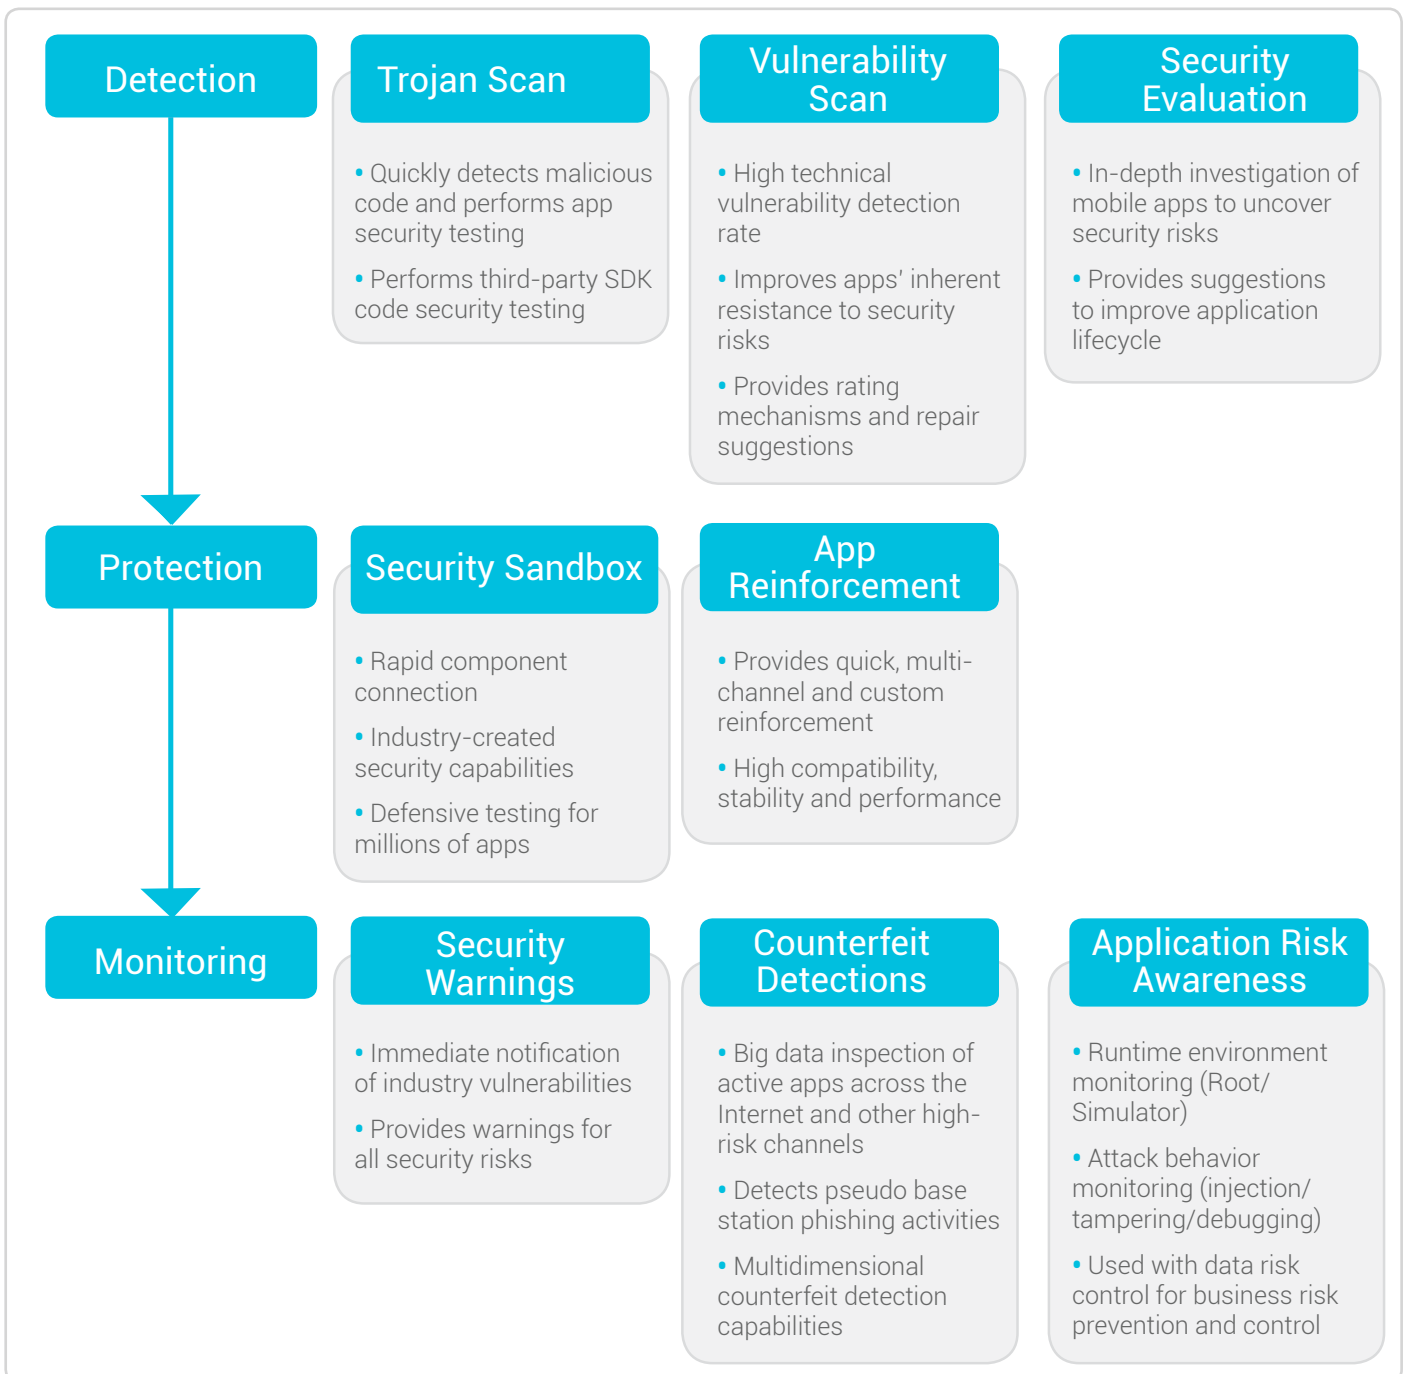 Detection
Trojan Scan
• Quickly detects malicious
code and performs app
security testing
• Performs third-party SDK
code security testing
Vulnerability
Scan
• High technical
vulnerability detection
rate
• Improves apps’ inherent
resistance to security
risks
• Provides rating
mechanisms and repair
suggestions
Security
Evaluation
• In-depth investigation of
mobile apps to uncover
security risks
• Provides suggestions
to improve application
lifecycle
Protection
Security Sandbox
• Rapid component
connection
• Industry-created
security capabilities
• Defensive testing for
millions of apps
App
Reinforcement
• Provides quick, multi-
channel and custom
reinforcement
• High compatibility,
stability and performance
Monitoring
Security
Warnings
• Immediate notification
of industry vulnerabilities
• Provides warnings for
all security risks
Counterfeit
Detections
• Big data inspection of
active apps across the
Internet and other high-
risk channels
• Detects pseudo base
station phishing activities
• Multidimensional
counterfeit detection
capabilities
Application Risk
Awareness
• Runtime environment
monitoring (Root/
Simulator)
• Attack behavior
monitoring (injection/
tampering/debugging)
• Used with data risk
control for business risk
prevention and control